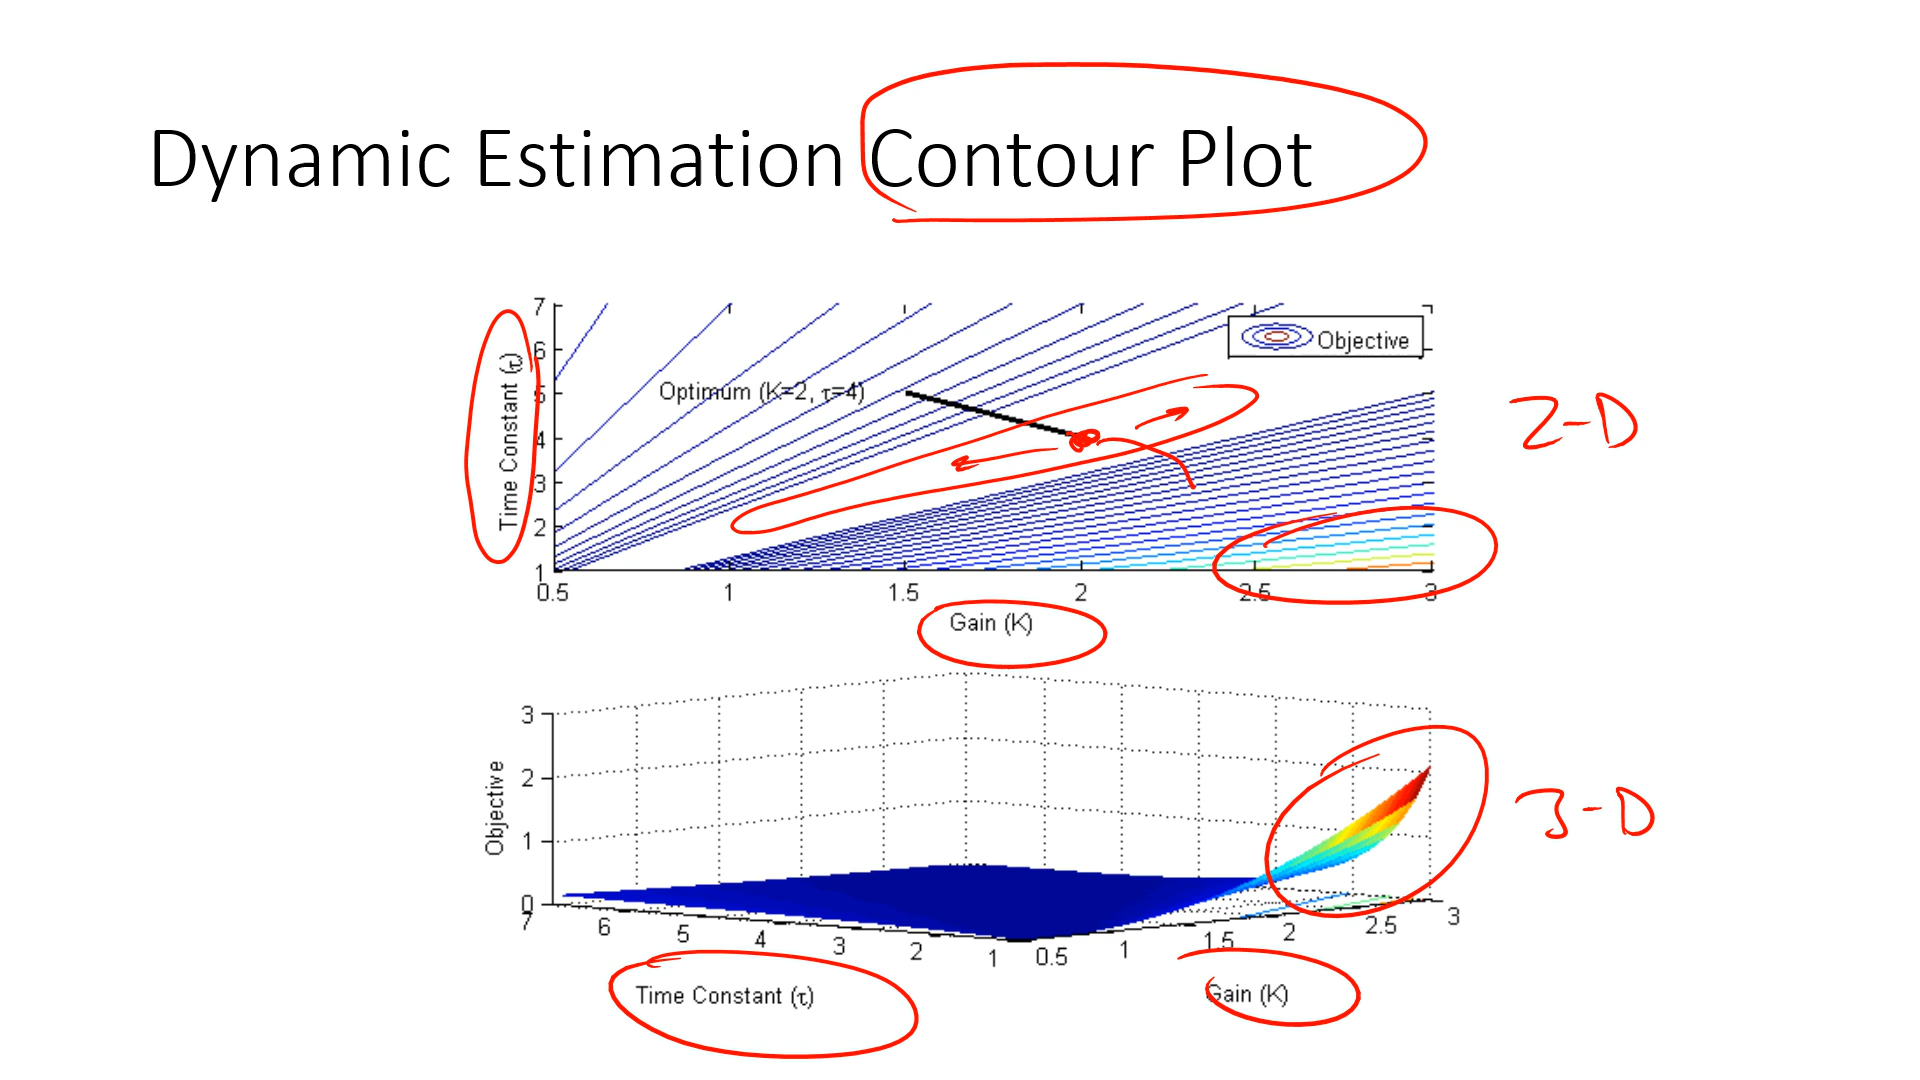 Dynamic Estimation Contour Plot
7
6
5
4
3
2
1
Time Constant (τ)
Objective
Optimum (K=2, τ=4)
2-D
0.5 1 1.5 2 2.5 3
Gain (K)
3
2
1
0
Objective
3-D
7 6 5 4 3 2 1
0.5 1 1.5 2 2.5 3
Time Constant (τ)
Gain (K)